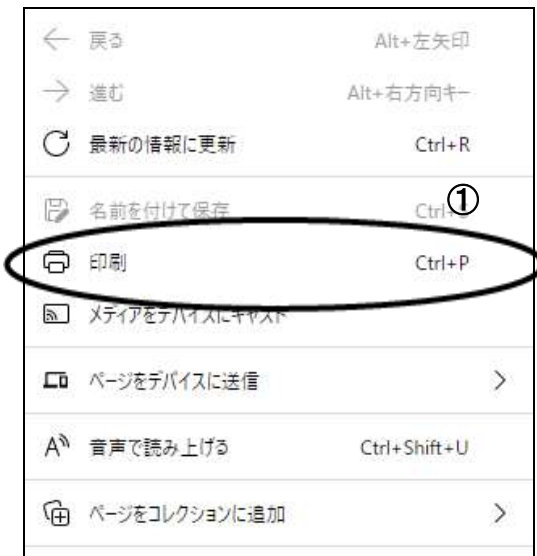 戻る Alt+左矢印
進む Alt+右方向キー
最新の情報に更新 Ctrl+R
①
名前を付けて保存
印刷 Ctrl+P
メディアをデバイスにキャスト
ページをデバイスに送信
音声で読み上げる Ctrl+Shift+U
ページをコレクションに追加